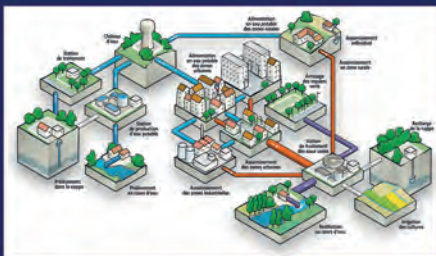 Station
de traitement
Château
d'eau
Alimentation
en eau potable
des zones rurales
Alimentation
en eau potable
des zones
urbaines
Assainissement
individuel
Assainissement
en zone rurale
Arrosage
des espaces
verts
Station
de production
d'eau potable
Prélèvement
dans la nappe
Prélèvement
en cours d'eau
Assainissement
des zones urbaines
Assainissement
des zones industrielles
Station
de traitement
des eaux usées
Recharge
de la nappe
Restitution
au cours d'eau
Irrigation
des cultures